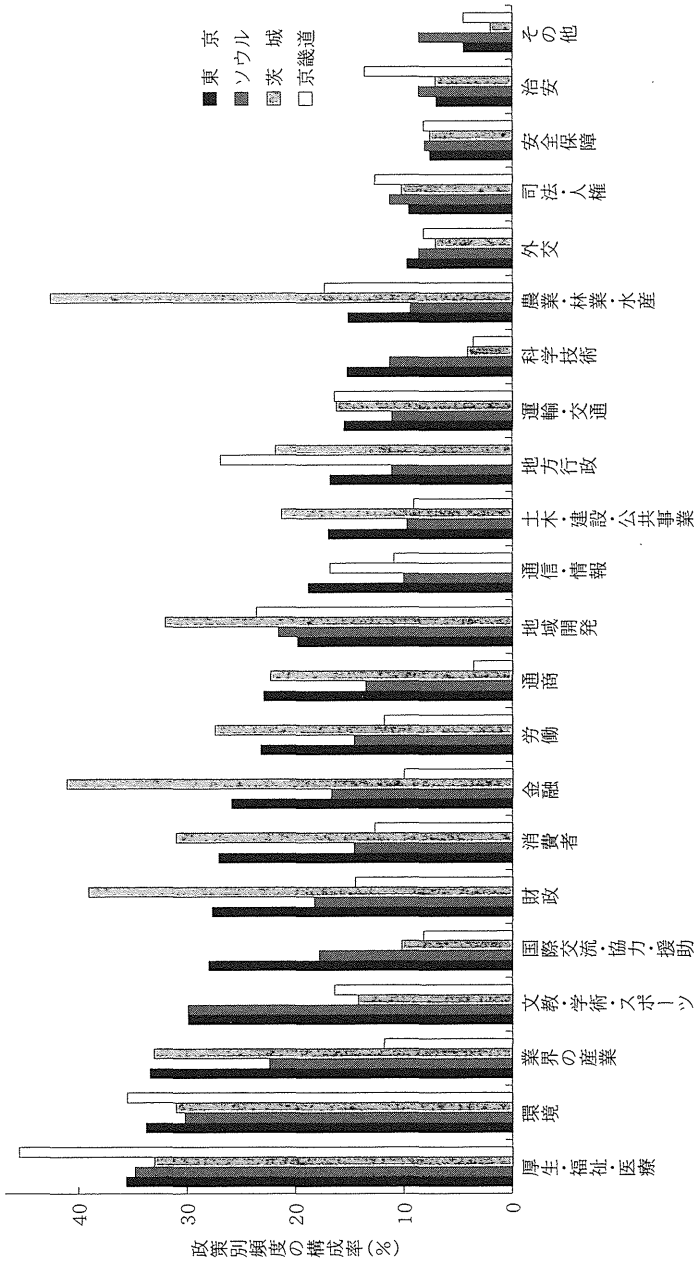 政策別頻度の構成率(%)
40
30
20
10
0
東 京
ソウル
茨 城
京畿道
厚生・福祉・医療
環境
業界の産業
文教・学術・スポーツ
国際交流・協力・援助
財政
消費者
金融
労働
通商
地域開発
通信・情報
土木・建設・公共事業
地方行政
運輸・交通
科学技術
農業・林業・水産
外交
司法・人権
安全保障
治安
その他